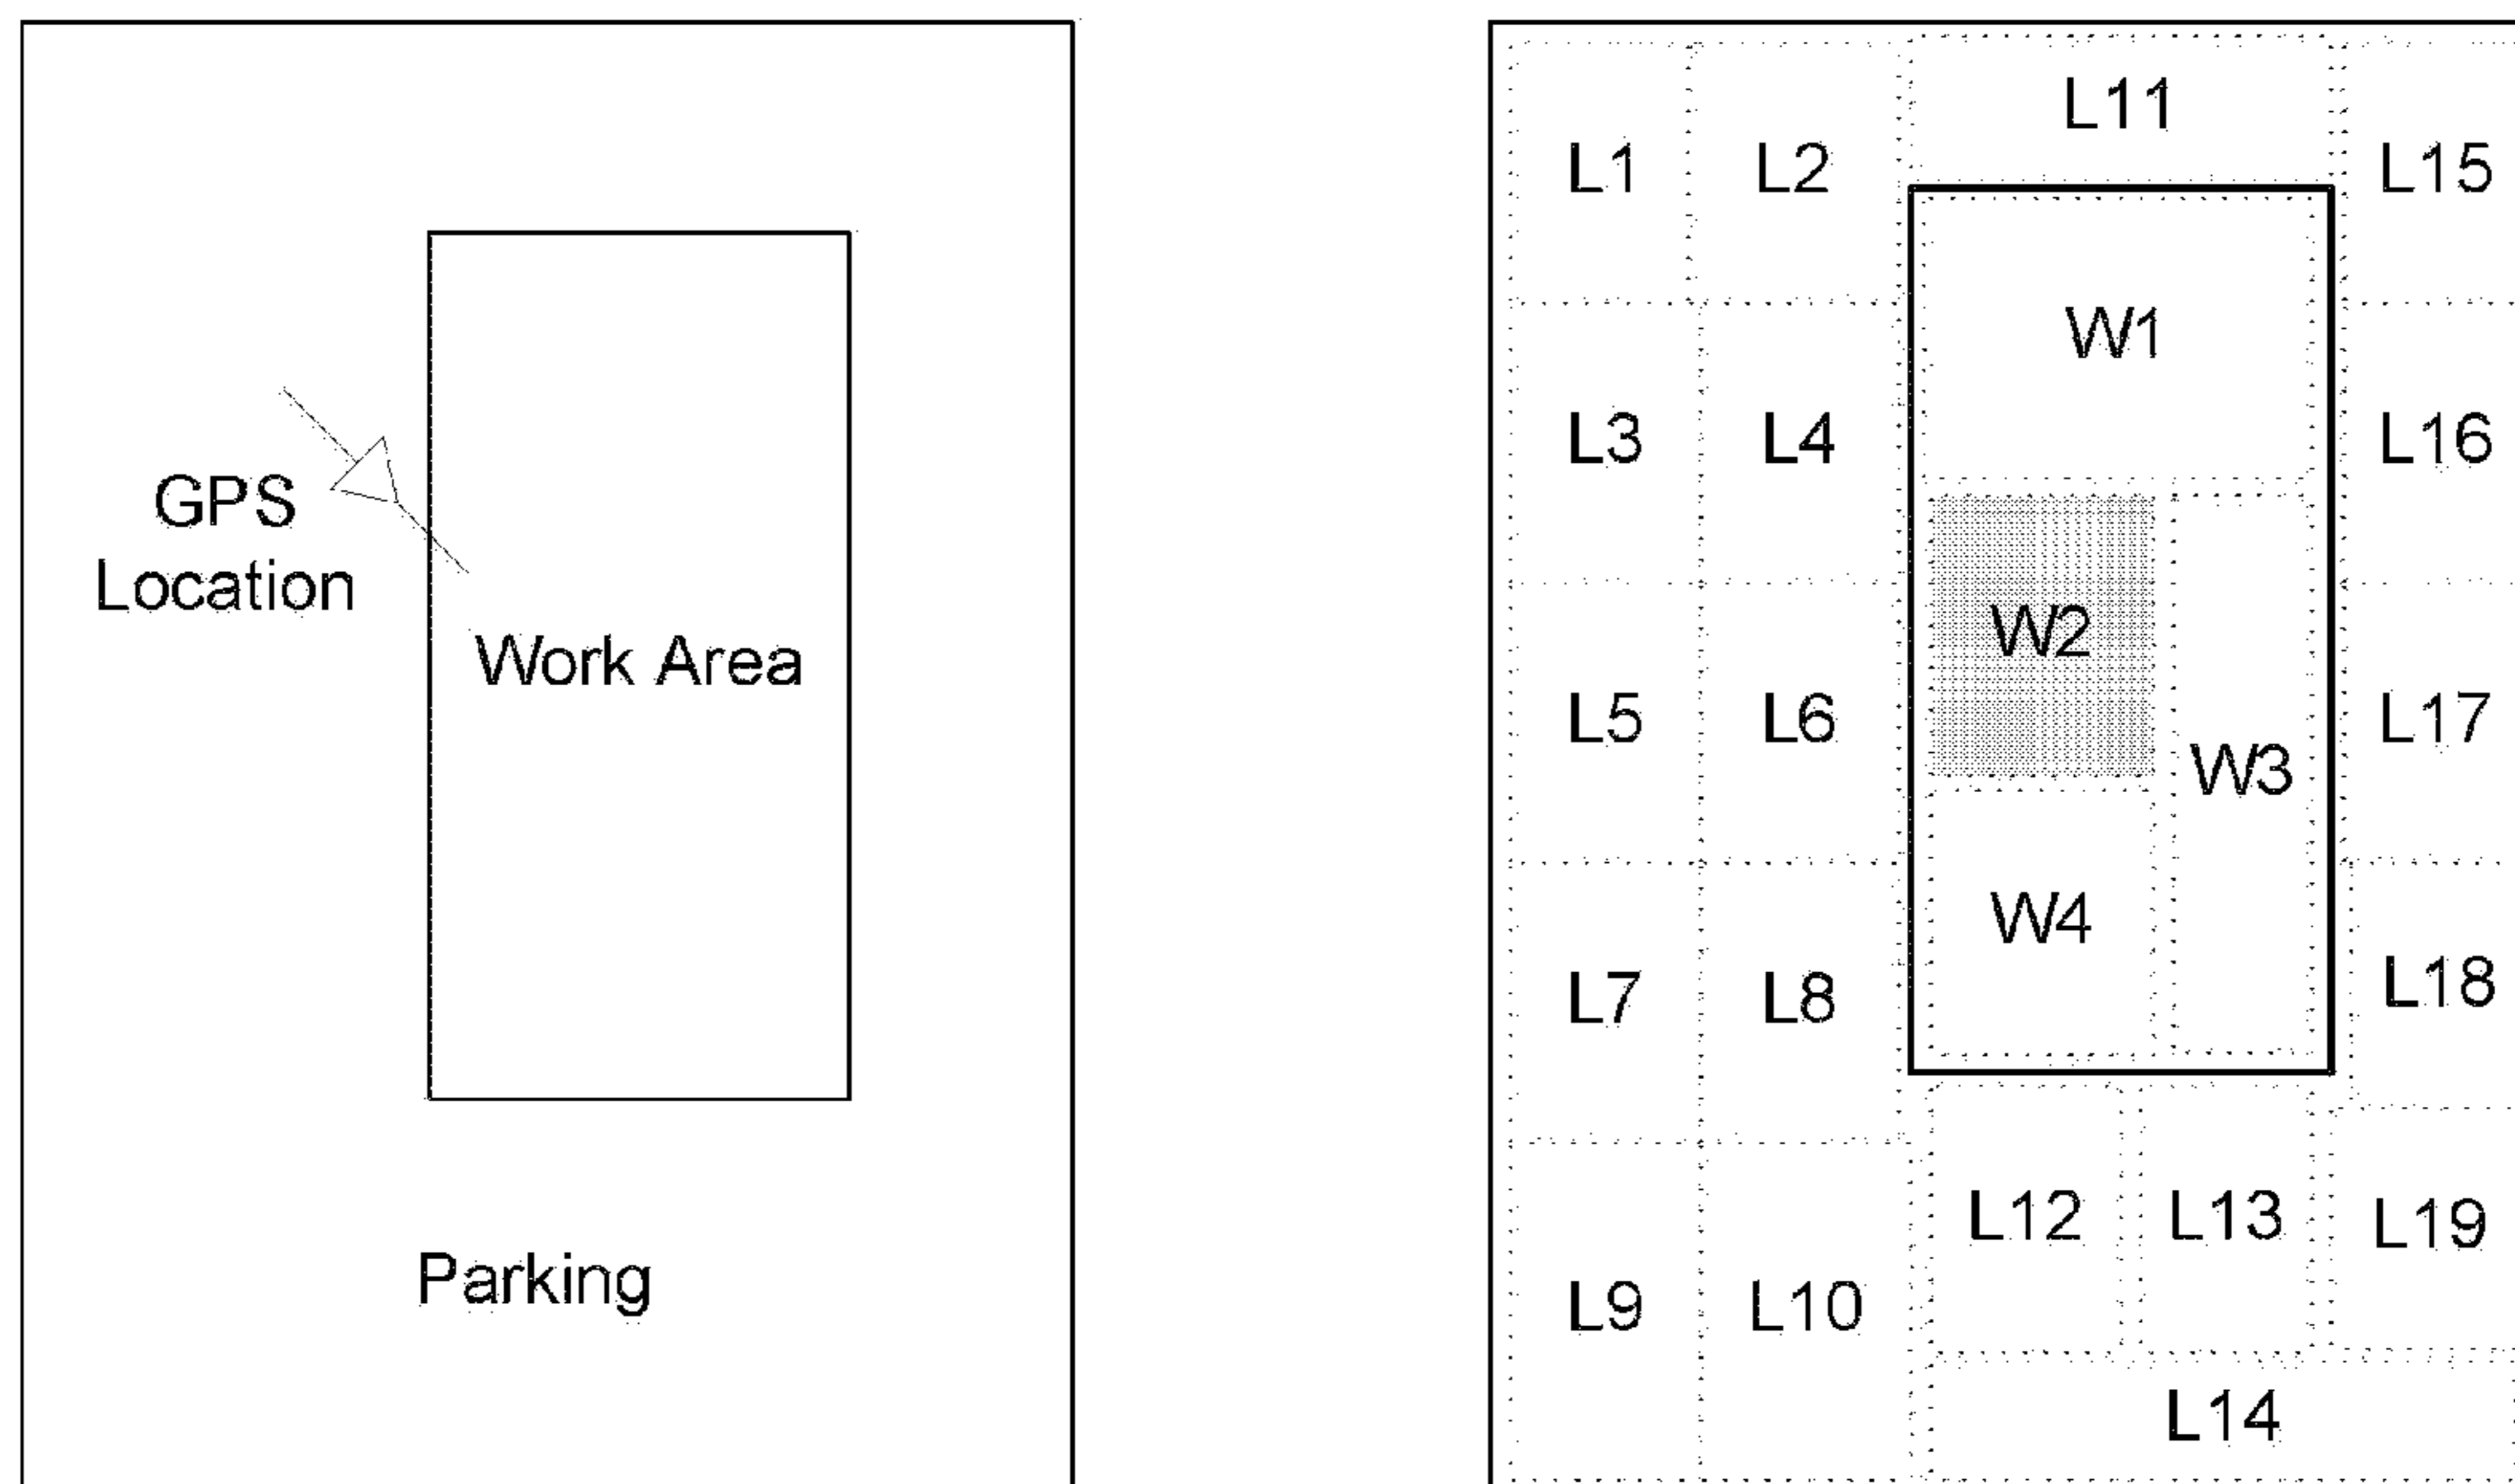 GPS
Location
Work Area
Parking
L11
L1 L2 L15
W1
L3 L4 L16
W2
L5 L6 L17
W3
W4
L7 L8 L18
L12 L13 L19
L9 L10
L14